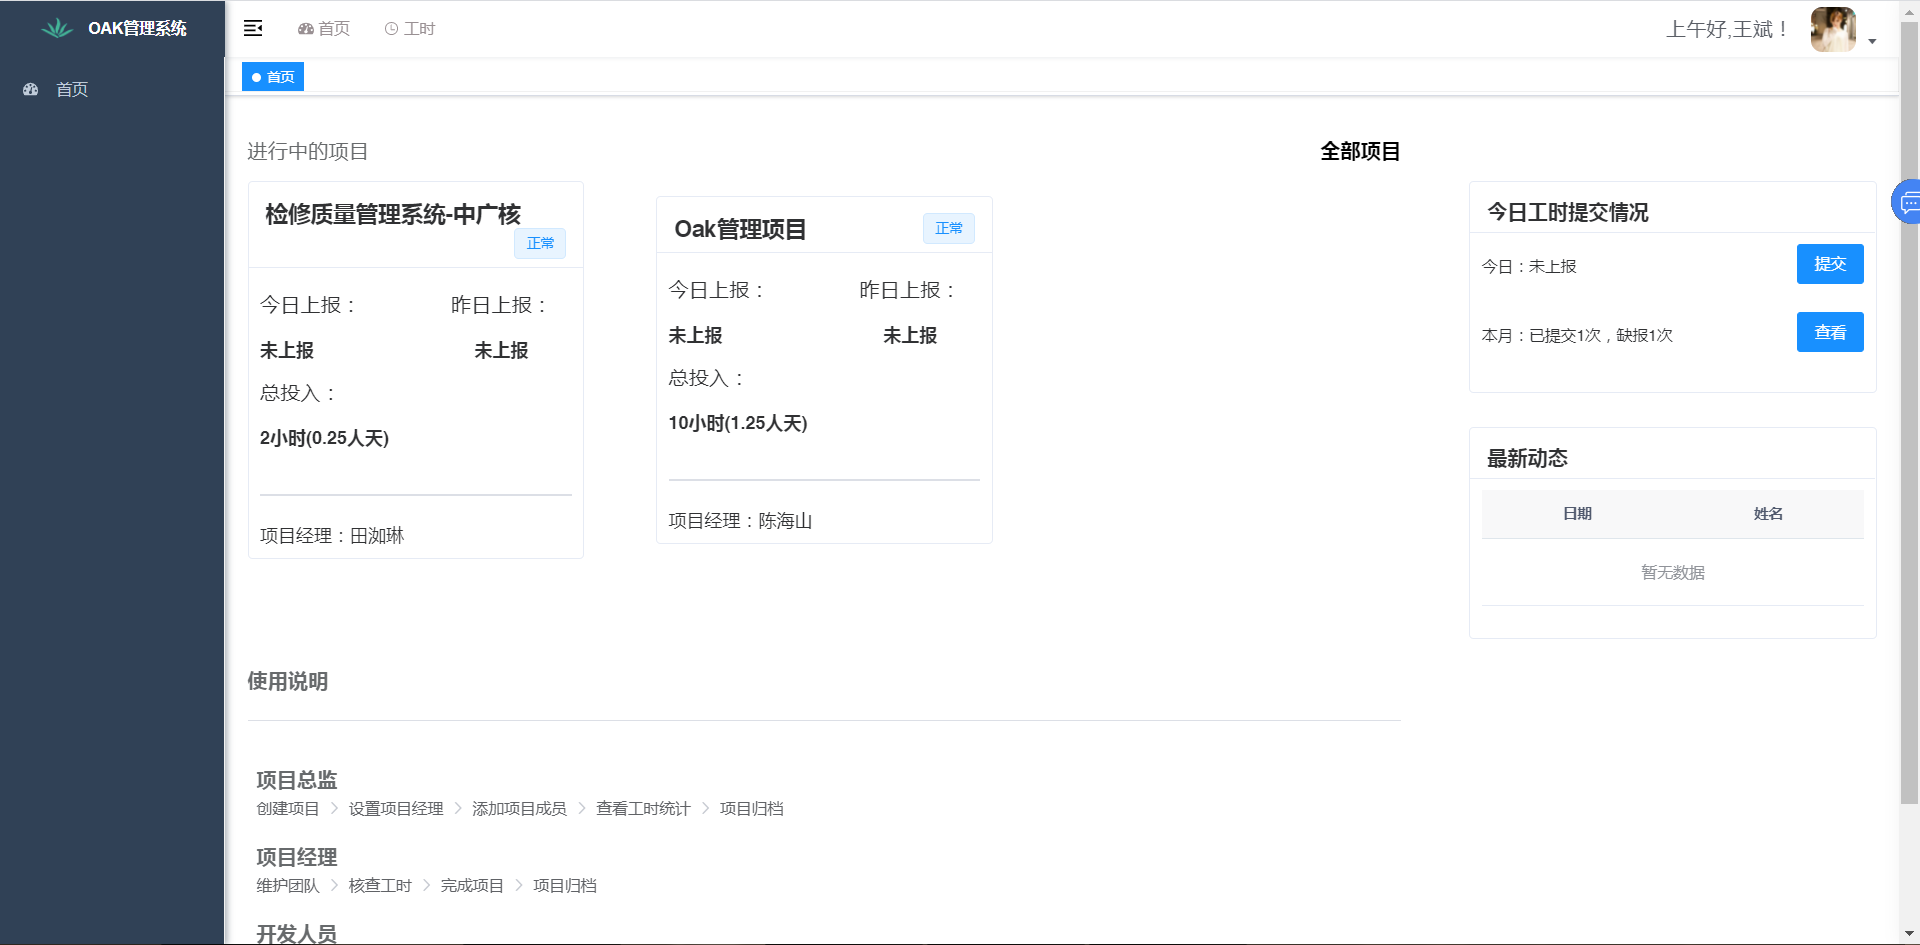 OAK管理系统
首页
首页
工时
上午好,王斌！
首页
进行中的项目
全部项目
检修质量管理系统-中广核
正常
今日上报：
昨日上报：
未上报
未上报
总投入：
2小时(0.25人天)
项目经理：田洳琳
Oak管理项目
正常
今日上报：
昨日上报：
未上报
未上报
总投入：
10小时(1.25人天)
项目经理：陈海山
今日工时提交情况
今日：未上报
提交
本月：已提交1次，缺报1次
查看
最新动态
日期
姓名
暂无数据
使用说明
项目总监
创建项目 > 设置项目经理 > 添加项目成员 > 查看工时统计 > 项目归档
项目经理
维护团队 > 核查工时 > 完成项目 > 项目归档
开发人员